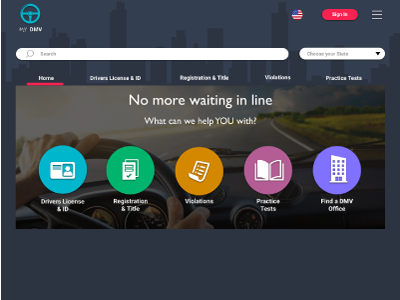 MY DMV
Sign In
Search
Choose your State
Home
Drivers License & ID
Registration & Title
Violations
Practice Tests
No more waiting in line
What can we help YOU with?
Drivers License
& ID
Registration
& Title
Violations
Practice
Tests
Find a DMV
Office